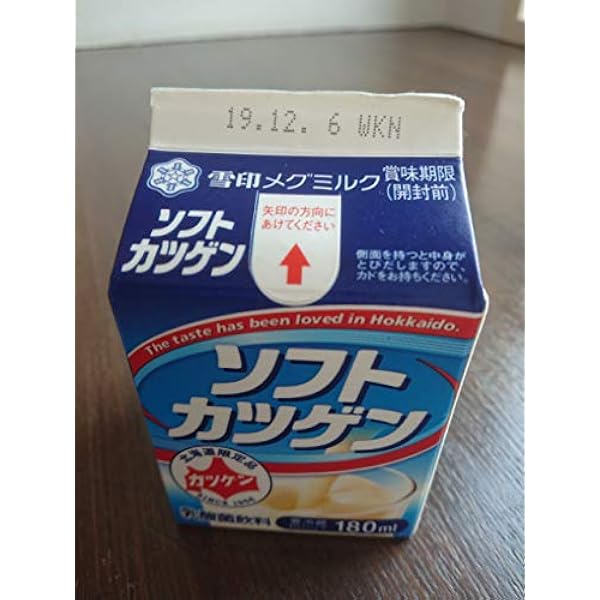 19.12. 6 WKN
雪印メグミルク
賞味期限
(開封前)
ソフト
カツゲン
矢印の方向に
あけてください
側面を持つと中身が
とびだしますので、
カドをお持ちください。
The taste has been loved in Hokkaido.
ソフト
カツゲン
北海道限定品
カツゲン
SINCE 1956
乳酸菌飲料
180ml